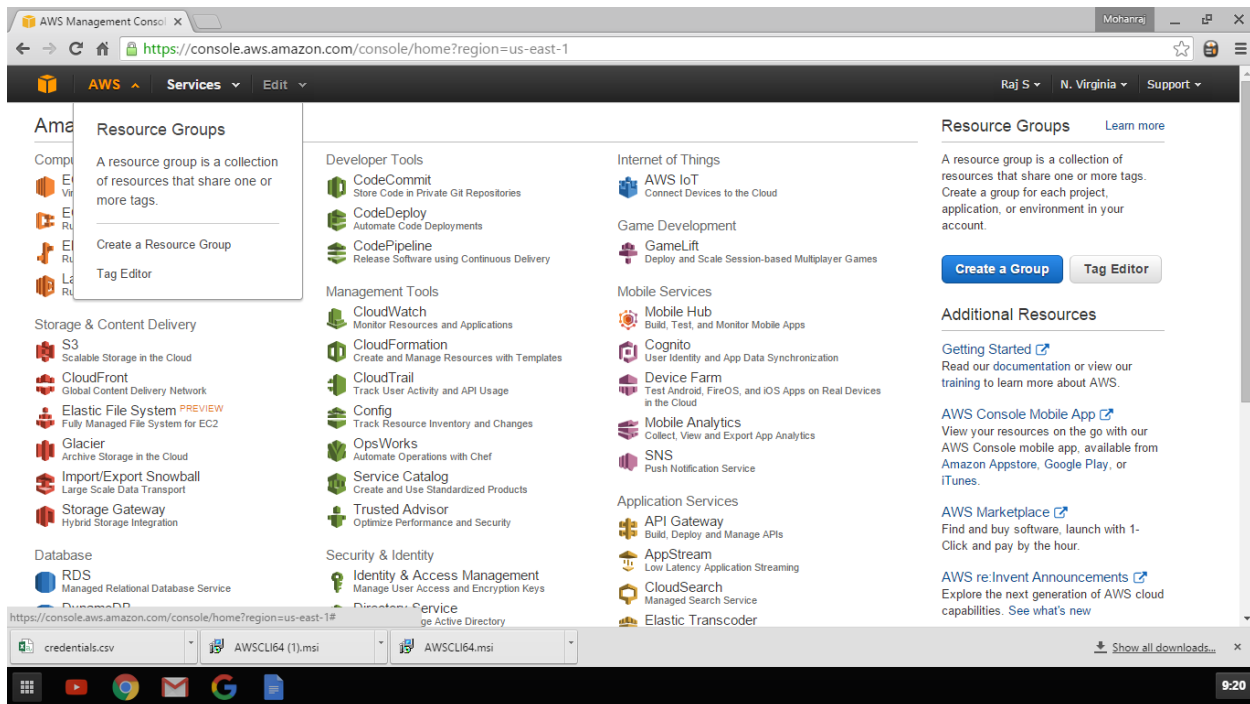 AWS Management Consol
Mohanraj
https://console.aws.amazon.com/console/home?region=us-east-1
AWS
Services
Edit
Raj S
N. Virginia
Support
Resource Groups
A resource group is a collection
of resources that share one or
more tags.
Create a Resource Group
Tag Editor
Storage & Content Delivery
S3
Scalable Storage in the Cloud
CloudFront
Global Content Delivery Network
Elastic File System PREVIEW
Fully Managed File System for EC2
Glacier
Archive Storage in the Cloud
Import/Export Snowball
Large Scale Data Transport
Storage Gateway
Hybrid Storage Integration
Database
RDS
Managed Relational Database Service
DynamoDB
Developer Tools
CodeCommit
Store Code in Private Git Repositories
CodeDeploy
Automate Code Deployments
CodePipeline
Release Software using Continuous Delivery
Management Tools
CloudWatch
Monitor Resources and Applications
CloudFormation
Create and Manage Resources with Templates
CloudTrail
Track User Activity and API Usage
Config
Track Resource Inventory and Changes
OpsWorks
Automate Operations with Chef
Service Catalog
Create and Use Standardized Products
Trusted Advisor
Optimize Performance and Security
Security & Identity
Identity & Access Management
Manage User Access and Encryption Keys
Directory Service
ge Active Directory
Internet of Things
AWS IoT
Connect Devices to the Cloud
Game Development
GameLift
Deploy and Scale Session-based Multiplayer Games
Mobile Services
Mobile Hub
Build, Test, and Monitor Mobile Apps
Cognito
User Identity and App Data Synchronization
Device Farm
Test Android, FireOS, and iOS Apps on Real Devices
in the Cloud
Mobile Analytics
Collect, View and Export App Analytics
SNS
Push Notification Service
Application Services
API Gateway
Build, Deploy and Manage APIs
AppStream
Low Latency Application Streaming
CloudSearch
Managed Search Service
Elastic Transcoder
Resource Groups
Learn more
A resource group is a collection of
resources that share one or more tags.
Create a group for each project,
application, or environment in your
account.
Create a Group
Tag Editor
Additional Resources
Getting Started
Read our documentation or view our
training to learn more about AWS.
AWS Console Mobile App
View your resources on the go with our
AWS Console mobile app, available from
Amazon Appstore, Google Play, or
iTunes.
AWS Marketplace
Find and buy software, launch with 1-
Click and pay by the hour.
AWS re:Invent Announcements
Explore the next generation of AWS cloud
capabilities. See what's new
https://console.aws.amazon.com/console/home?region=us-east-1#
credentials.csv
AWSCLI64 (1).msi
AWSCLI64.msi
Show all downloads...
9:20